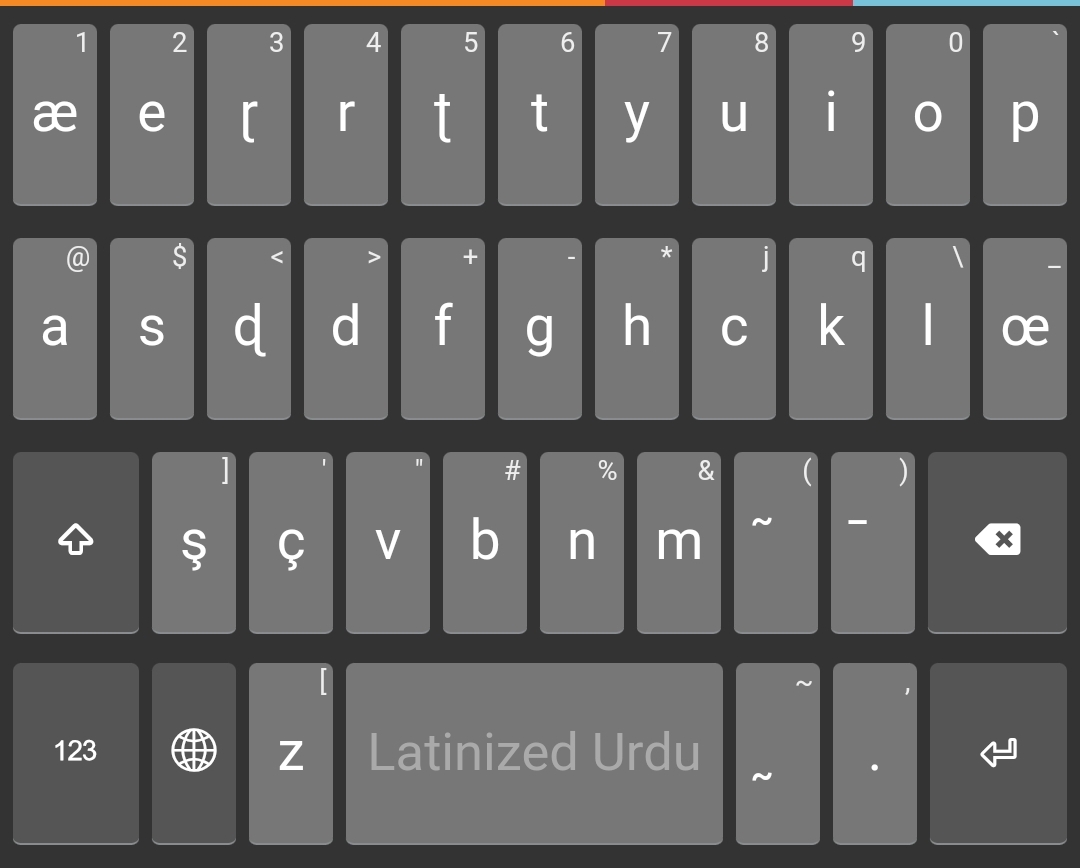 1 2 3 4 5 6 7 8 9 0 `
æ e ɽ r ʈ t y u i o p
@ $ < > + - * j q \ _
a s ɖ d f g h c k l œ
] ' " # % & ( )
ş ç v b n m ̃ ̄
[ ~ ,
123 z Latinized Urdu ̰ .